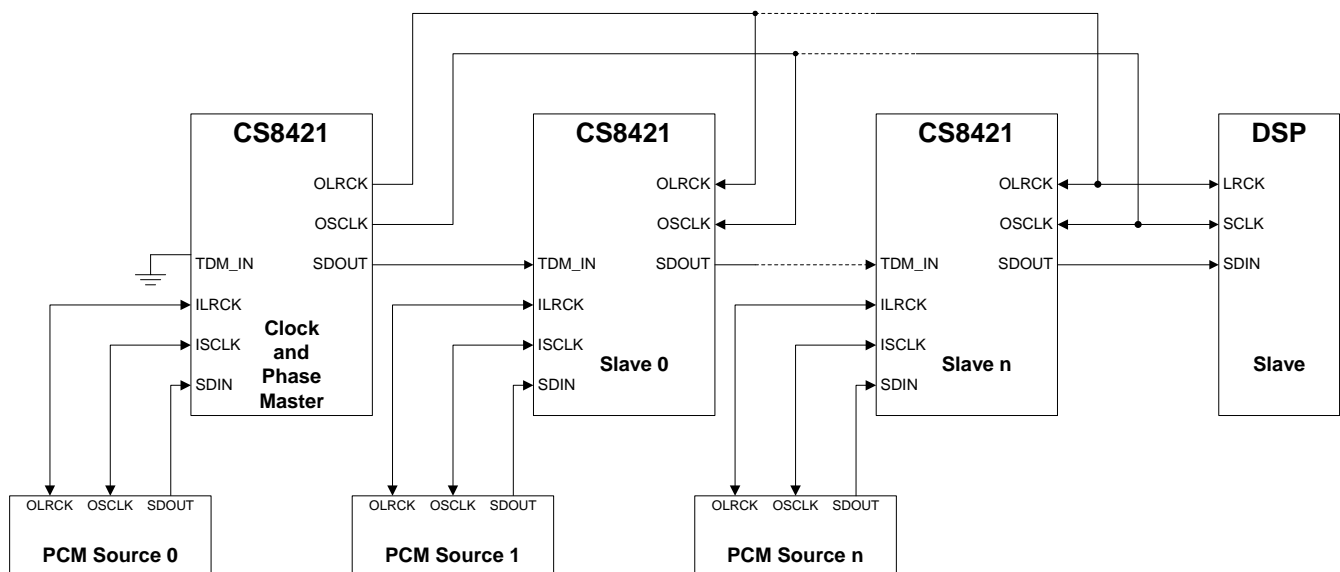 CS8421
OLRCK
OSCLK
TDM_IN
SDOUT
ILRCK
ISCLK
SDIN
Clock
and
Phase
Master
CS8421
OLRCK
OSCLK
TDM_IN
SDOUT
ILRCK
ISCLK
SDIN
Slave 0
CS8421
OLRCK
OSCLK
TDM_IN
SDOUT
ILRCK
ISCLK
SDIN
Slave n
DSP
LRCK
SCLK
SDIN
Slave
OLRCK OSCLK SDOUT
PCM Source 0
OLRCK OSCLK SDOUT
PCM Source 1
OLRCK OSCLK SDOUT
PCM Source n